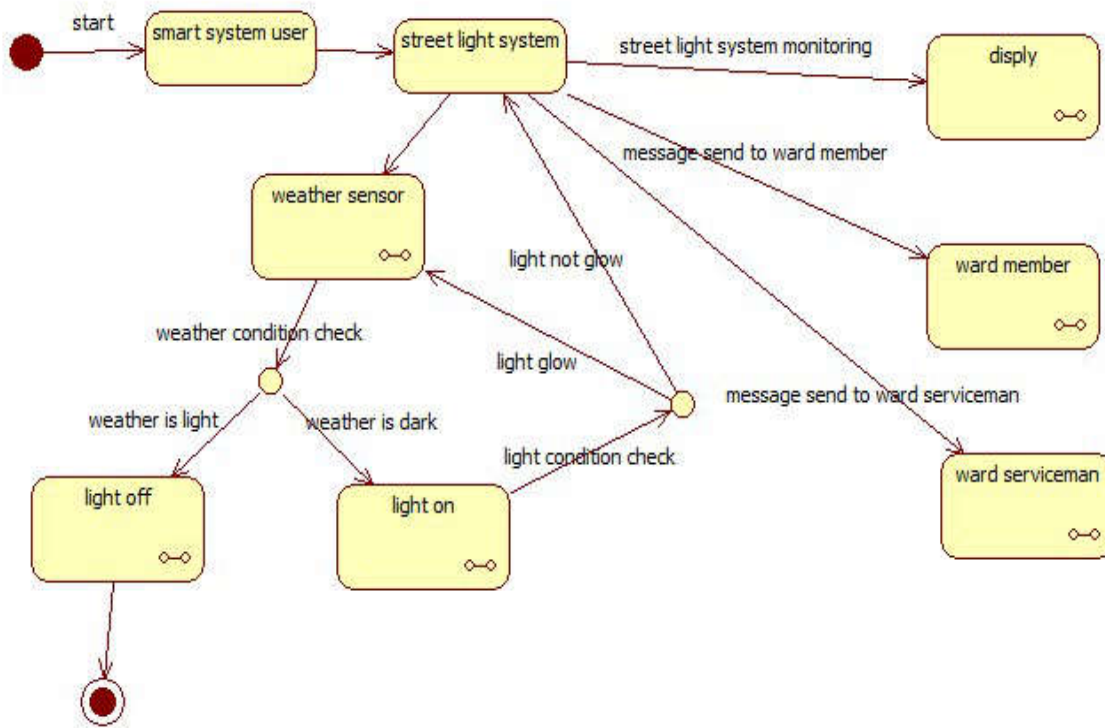 start
smart system user
street light system
street light system monitoring
disply
message send to ward member
weather sensor
light not glow
ward member
weather condition check
light glow
message send to ward serviceman
weather is light
weather is dark
light condition check
light off
light on
ward serviceman